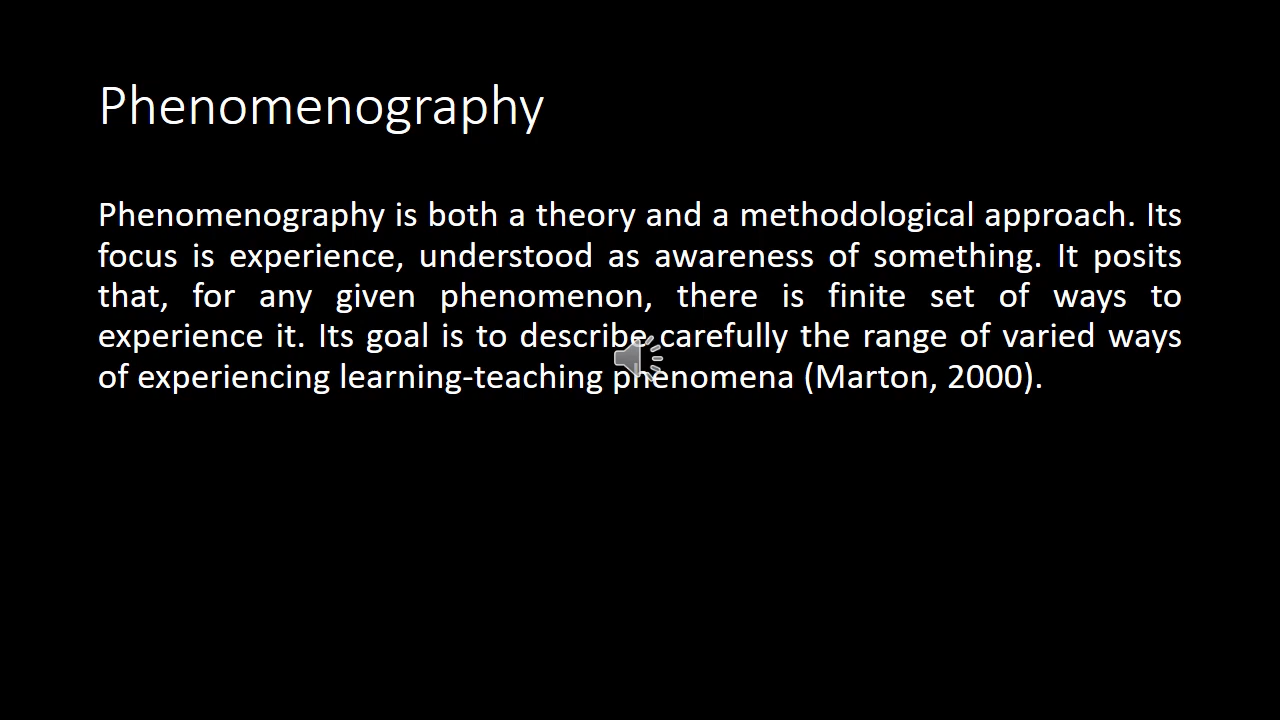 Phenomenography
Phenomenography is both a theory and a methodological approach. Its
focus is experience, understood as awareness of something. It posits
that, for any given phenomenon, there is finite set of ways to
experience it. Its goal is to describe carefully the range of varied ways
of experiencing learning-teaching phenomena (Marton, 2000).